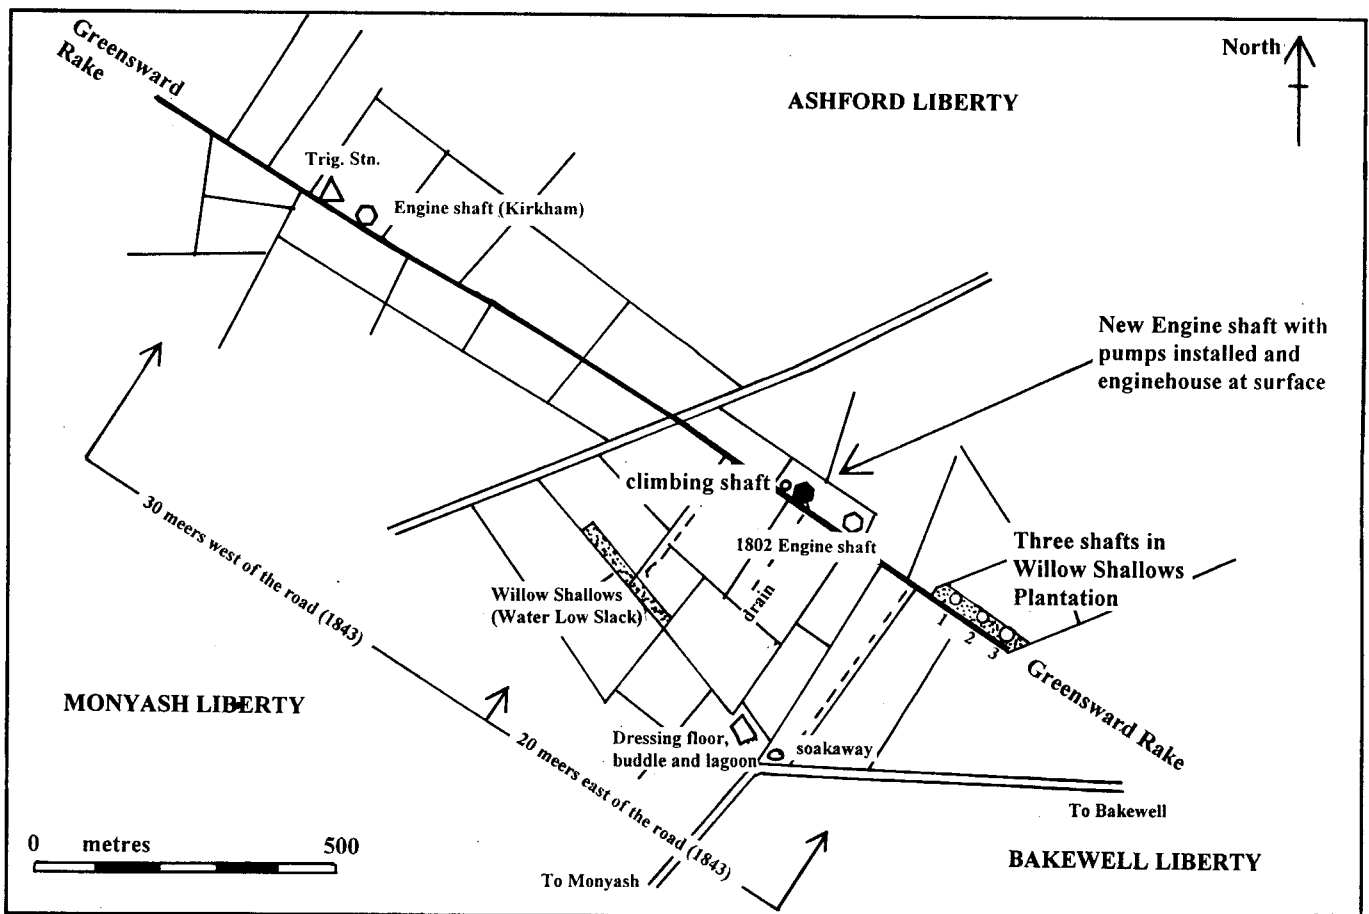 Greensward
Rake
North
ASHFORD LIBERTY
Trig. Stn.
Engine shaft (Kirkham)
New Engine shaft with
pumps installed and
enginehouse at surface
climbing shaft
1802 Engine shaft
Three shafts in
Willow Shallows
Plantation
Willow Shallows
(Water Low Slack)
drain
1 2 3
30 meers west of the road (1843)
Greensward Rake
MONYASH LIBERTY
20 meers east of the road (1843)
Dressing floor,
buddle and lagoon
soakaway
To Bakewell
0 metres 500
To Monyash
BAKEWELL LIBERTY